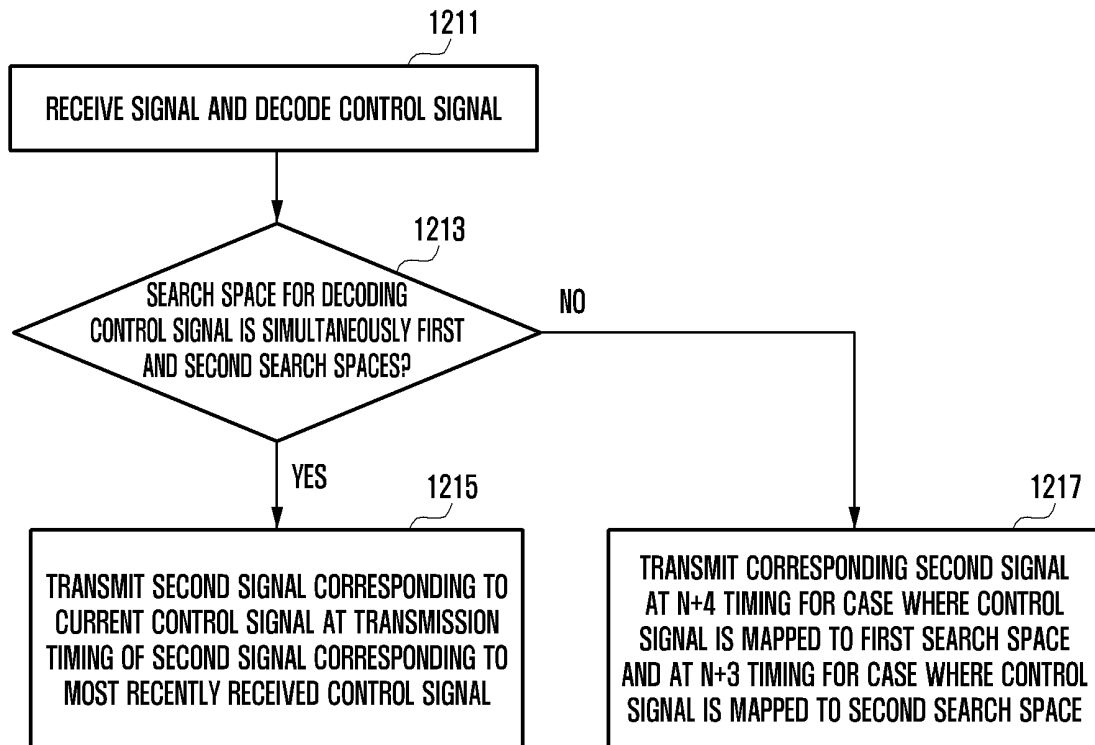 1211
RECEIVE SIGNAL AND DECODE CONTROL SIGNAL
1213
SEARCH SPACE FOR DECODING
CONTROL SIGNAL IS SIMULTANEOUSLY FIRST
AND SECOND SEARCH SPACES?
NO
YES
1215
TRANSMIT SECOND SIGNAL CORRESPONDING TO
CURRENT CONTROL SIGNAL AT TRANSMISSION
TIMING OF SECOND SIGNAL CORRESPONDING TO
MOST RECENTLY RECEIVED CONTROL SIGNAL
1217
TRANSMIT CORRESPONDING SECOND SIGNAL
AT N+4 TIMING FOR CASE WHERE CONTROL
SIGNAL IS MAPPED TO FIRST SEARCH SPACE
AND AT N+3 TIMING FOR CASE WHERE CONTROL
SIGNAL IS MAPPED TO SECOND SEARCH SPACE